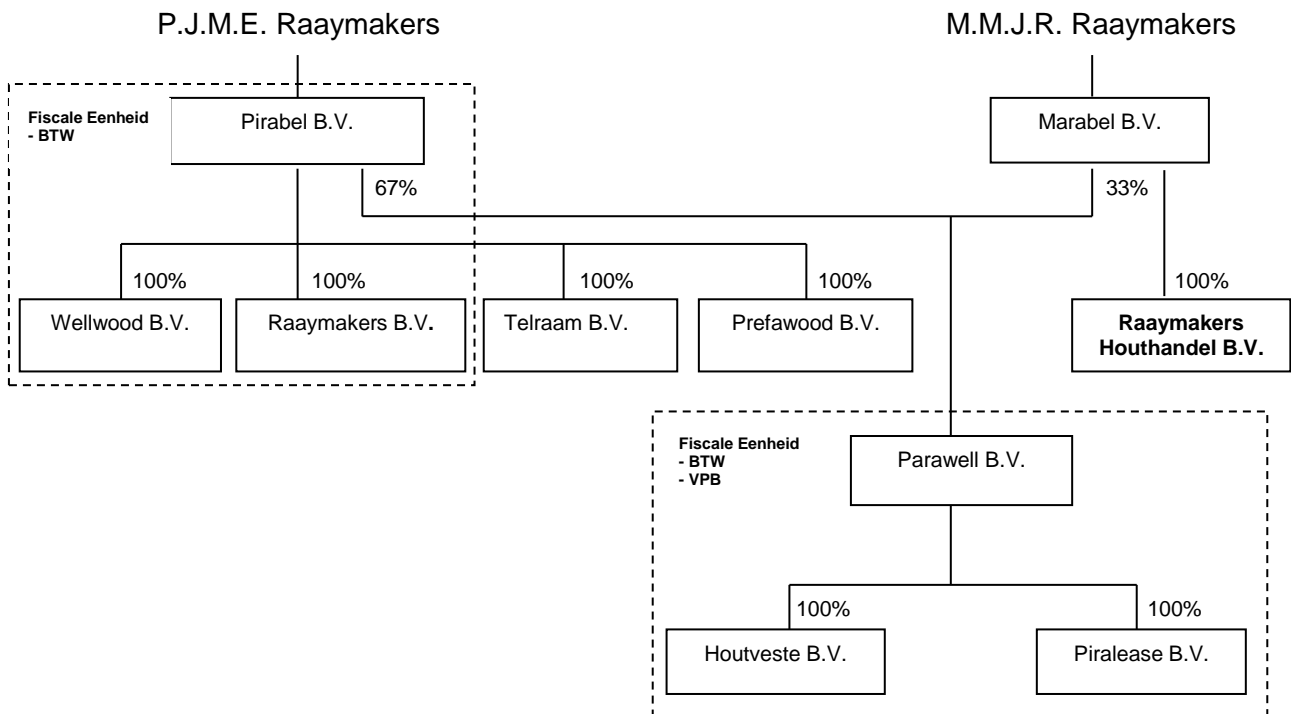 P.J.M.E. Raaymakers
M.M.J.R. Raaymakers
Fiscale Eenheid
- BTW
Pirabel B.V.
Marabel B.V.
67%
33%
100%
100%
100%
100%
100%
Wellwood B.V.
Raaymakers B.V.
Telraam B.V.
Prefawood B.V.
Raaymakers
Houthandel B.V.
Fiscale Eenheid
- BTW
- VPB
Parawell B.V.
100%
100%
Houtveste B.V.
Piralease B.V.